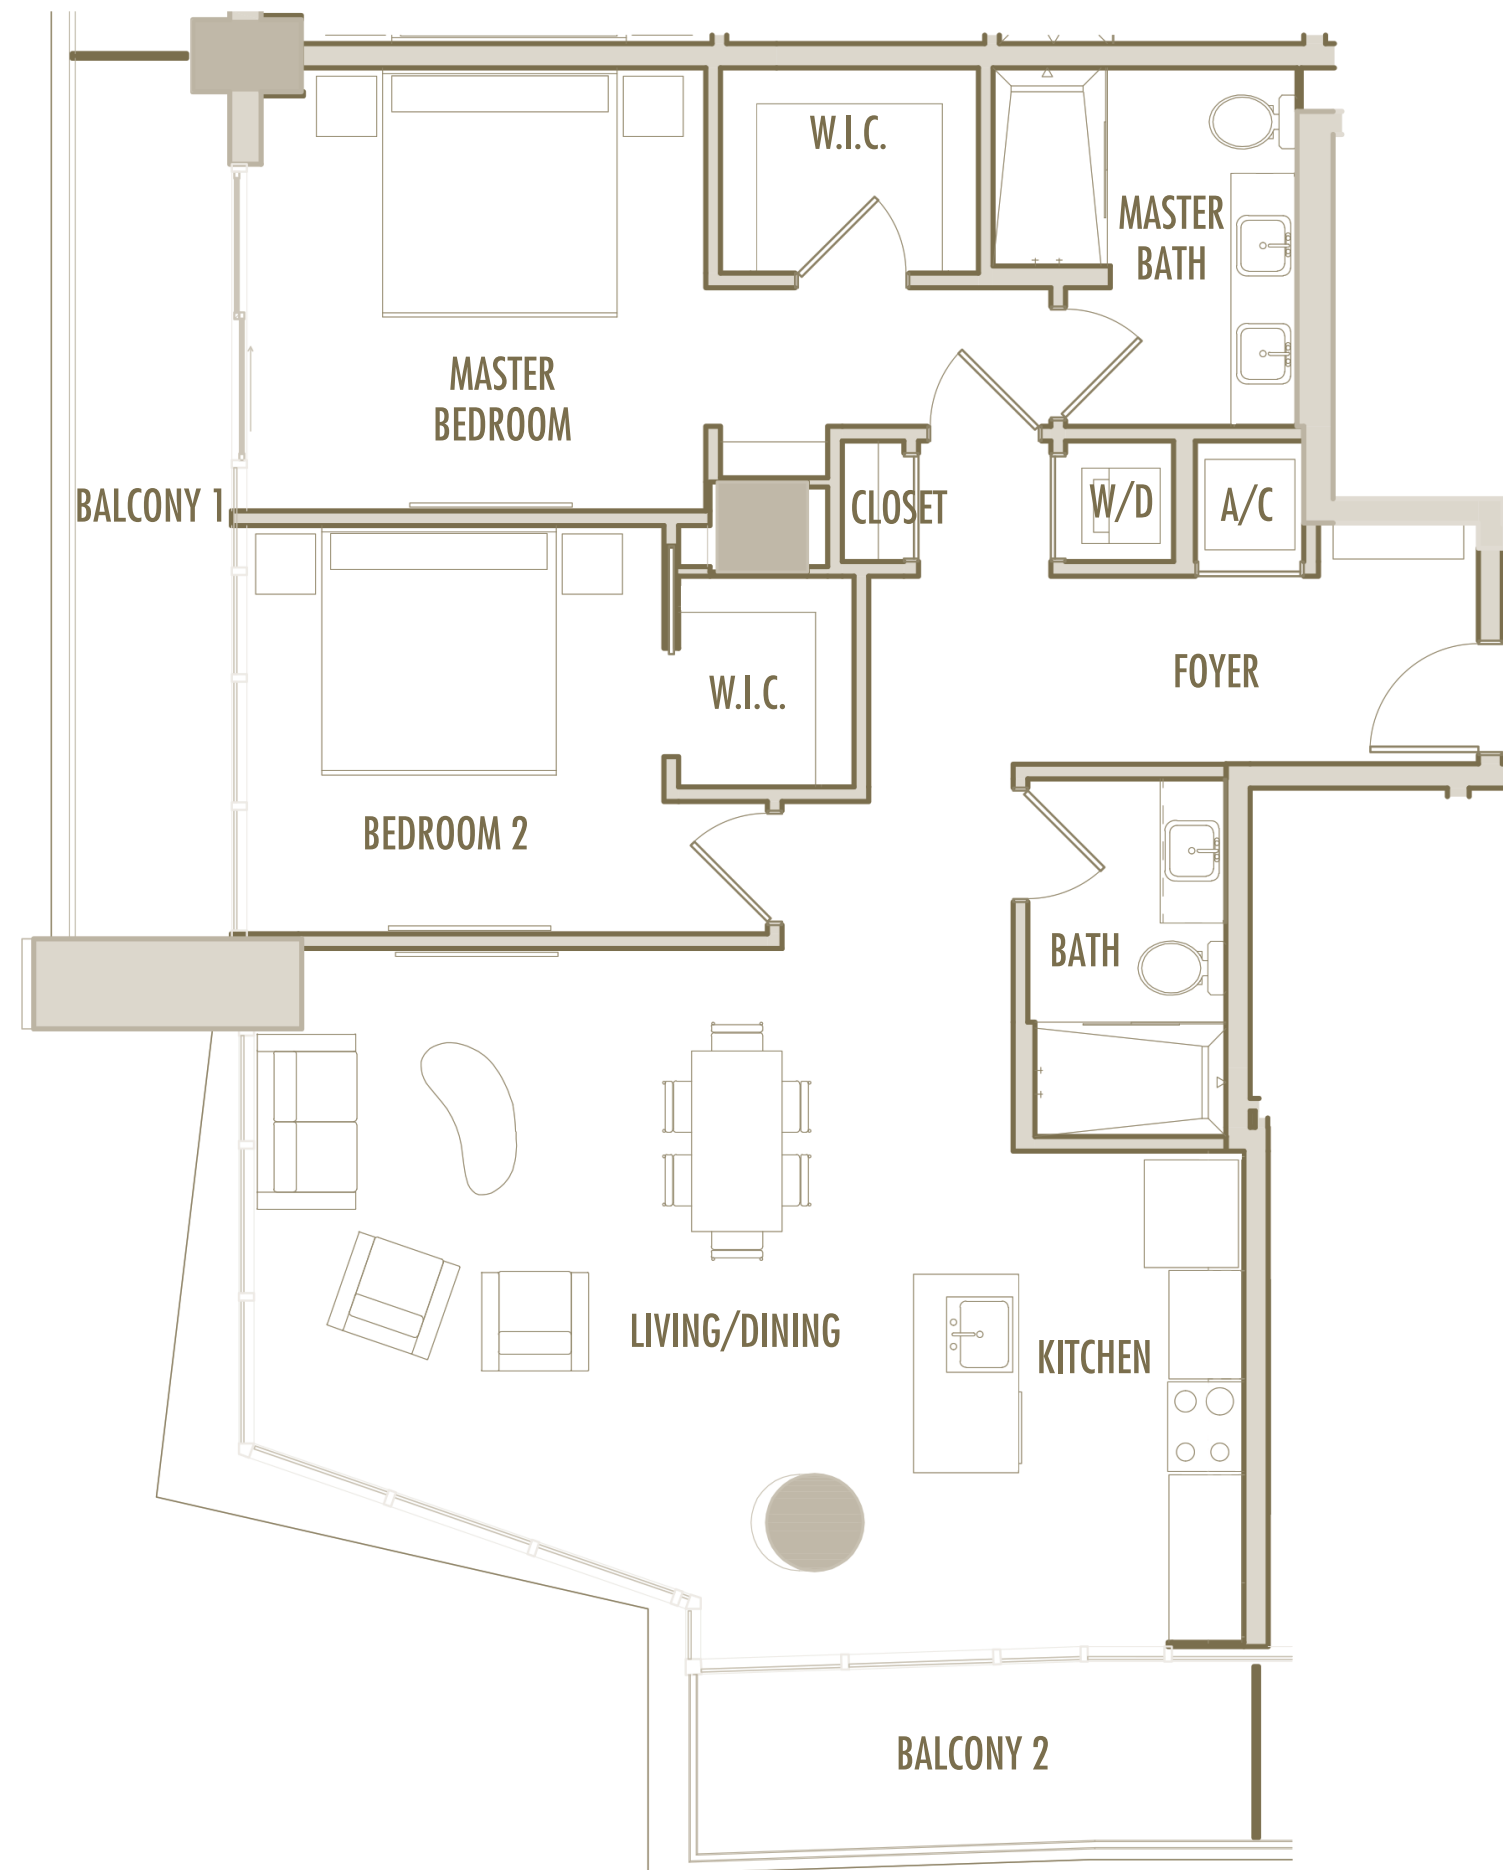 W.I.C.
MASTER
BATH
MASTER
BEDROOM
BALCONY 1
CLOSET
W/D
A/C
FOYER
W.I.C.
BEDROOM 2
BATH
LIVING/DINING
KITCHEN
BALCONY 2